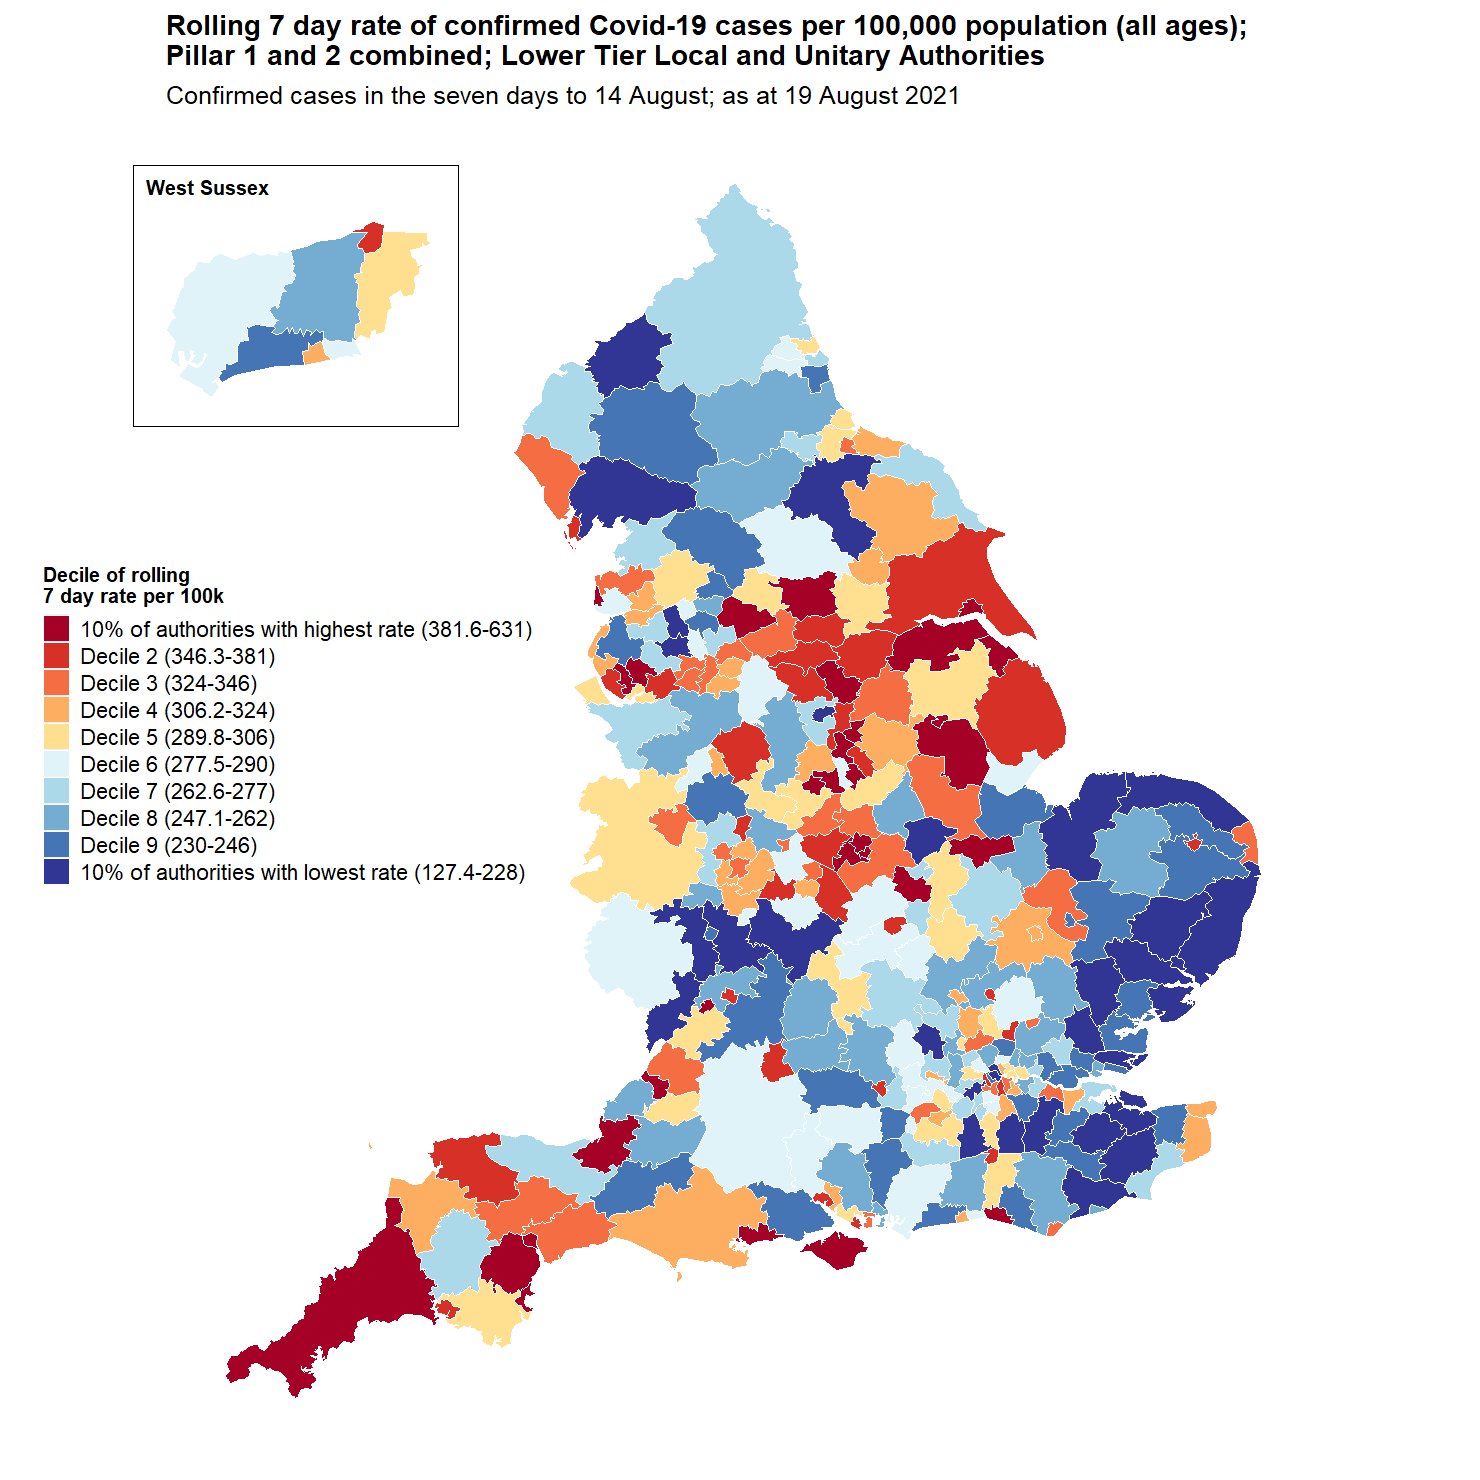 Rolling 7 day rate of confirmed Covid-19 cases per 100,000 population (all ages);
Pillar 1 and 2 combined; Lower Tier Local and Unitary Authorities
Confirmed cases in the seven days to 14 August; as at 19 August 2021
West Sussex
Decile of rolling
7 day rate per 100k
10% of authorities with highest rate (381.6-631)
Decile 2 (346.3-381)
Decile 3 (324-346)
Decile 4 (306.2-324)
Decile 5 (289.8-306)
Decile 6 (277.5-290)
Decile 7 (262.6-277)
Decile 8 (247.1-262)
Decile 9 (230-246)
10% of authorities with lowest rate (127.4-228)